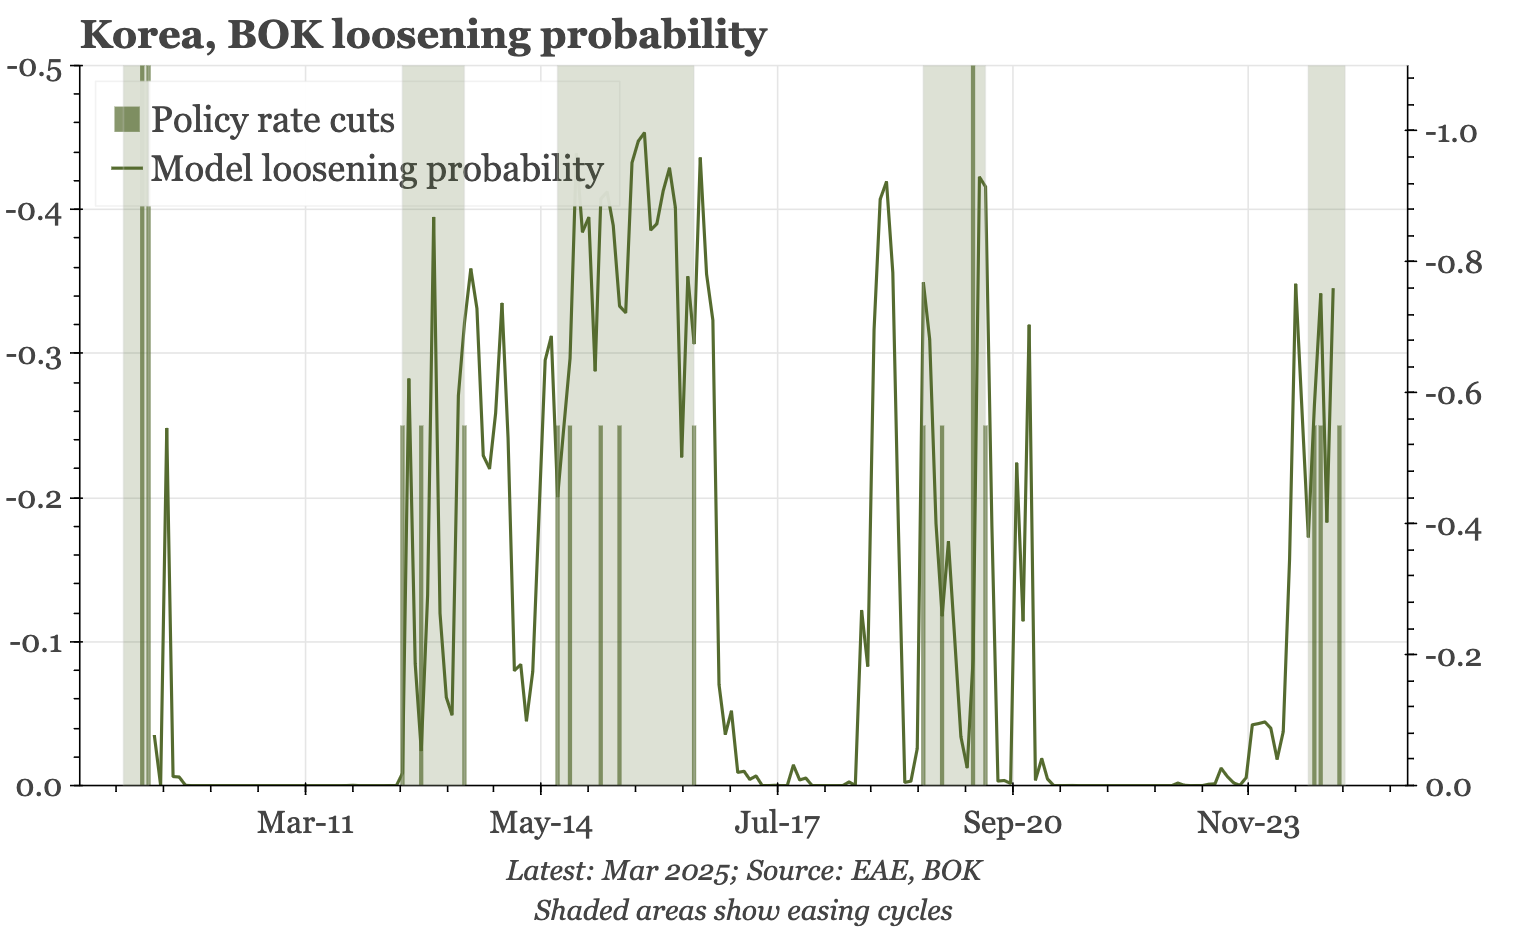 Korea, BOK loosening probability
Policy rate cuts
Model loosening probability
-0.5
-0.4
-0.3
-0.2
-0.1
0.0
-1.0
-0.8
-0.6
-0.4
-0.2
0.0
Mar-11 May-14 Jul-17 Sep-20 Nov-23
Latest: Mar 2025; Source: EAE, BOK
Shaded areas show easing cycles